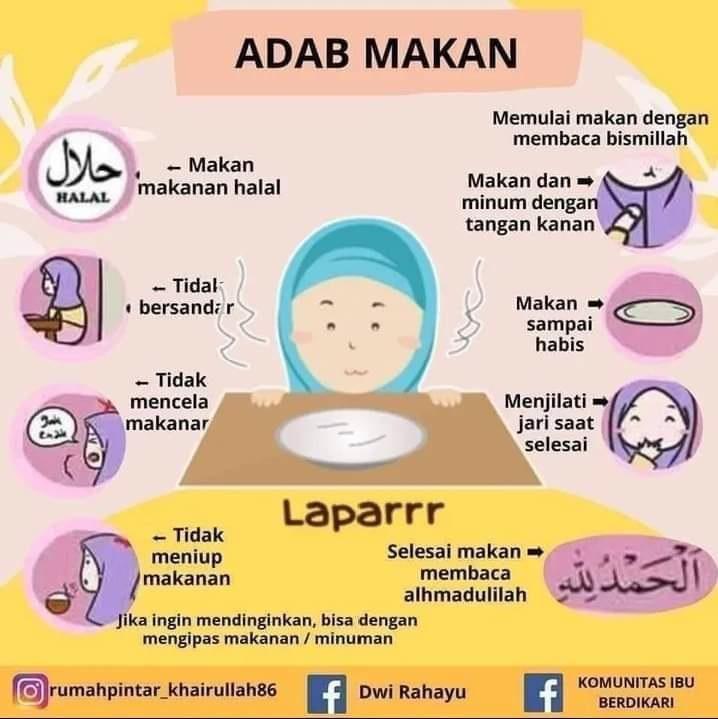 ADAB MAKAN
حلال
HALAL
← Makan
makanan halal
← Tidak
bersandar
← Tidak
mencela
makanan
Gak
Enak
← Tidak
meniup
makanan
Jika ingin mendinginkan, bisa dengan
mengipas makanan / minuman
Memulai makan dengan
membaca bismillah
Makan dan ➡
minum dengan
tangan kanan
Makan ➡
sampai
habis
Menjilati ➡
jari saat
selesai
Laparrr
Selesai makan ➡
membaca
alhmadulilah
اَلْحَمْدُ لِلّٰهِ
rumahpintar_khairullah86
Dwi Rahayu
KOMUNITAS IBU
BERDIKARI